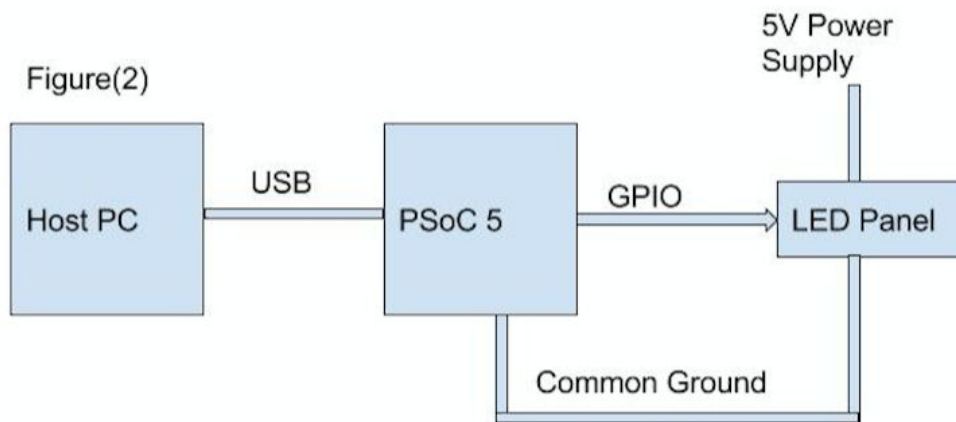 5V Power
Supply
Figure(2)
USB
GPIO
Host PC
PSoC 5
LED Panel
Common Ground